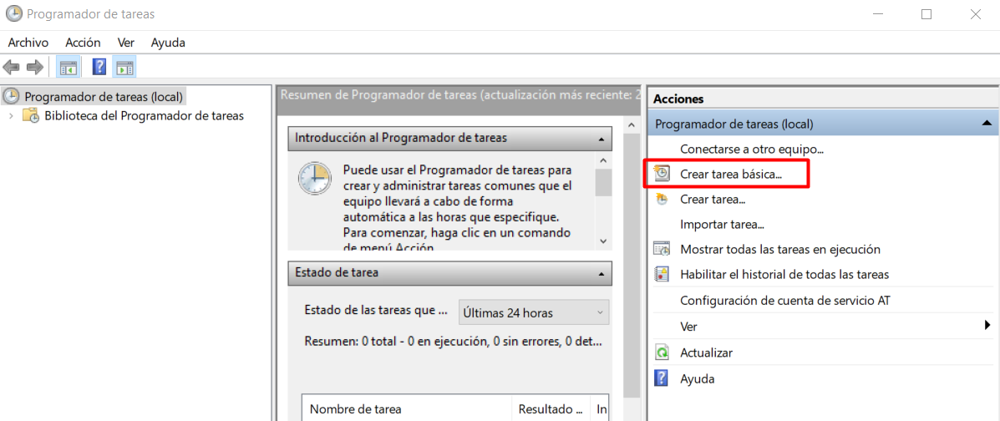 Programador de tareas
Archivo Acción Ver Ayuda
Programador de tareas (local)
Biblioteca del Programador de tareas
Resumen de Programador de tareas (actualización más reciente: 2
Introducción al Programador de tareas
Puede usar el Programador de tareas para
crear y administrar tareas comunes que el
equipo llevará a cabo de forma
automática a las horas que especifique.
Para comenzar, haga clic en un comando
de menú Acción
Estado de tarea
Estado de las tareas que ...
Últimas 24 horas
Resumen: 0 total - 0 en ejecución, 0 sin errores, 0 det...
Nombre de tarea Resultado ... In
Acciones
Programador de tareas (local)
Conectarse a otro equipo...
Crear tarea básica...
Crear tarea...
Importar tarea...
Mostrar todas las tareas en ejecución
Habilitar el historial de todas las tareas
Configuración de cuenta de servicio AT
Ver
Actualizar
Ayuda